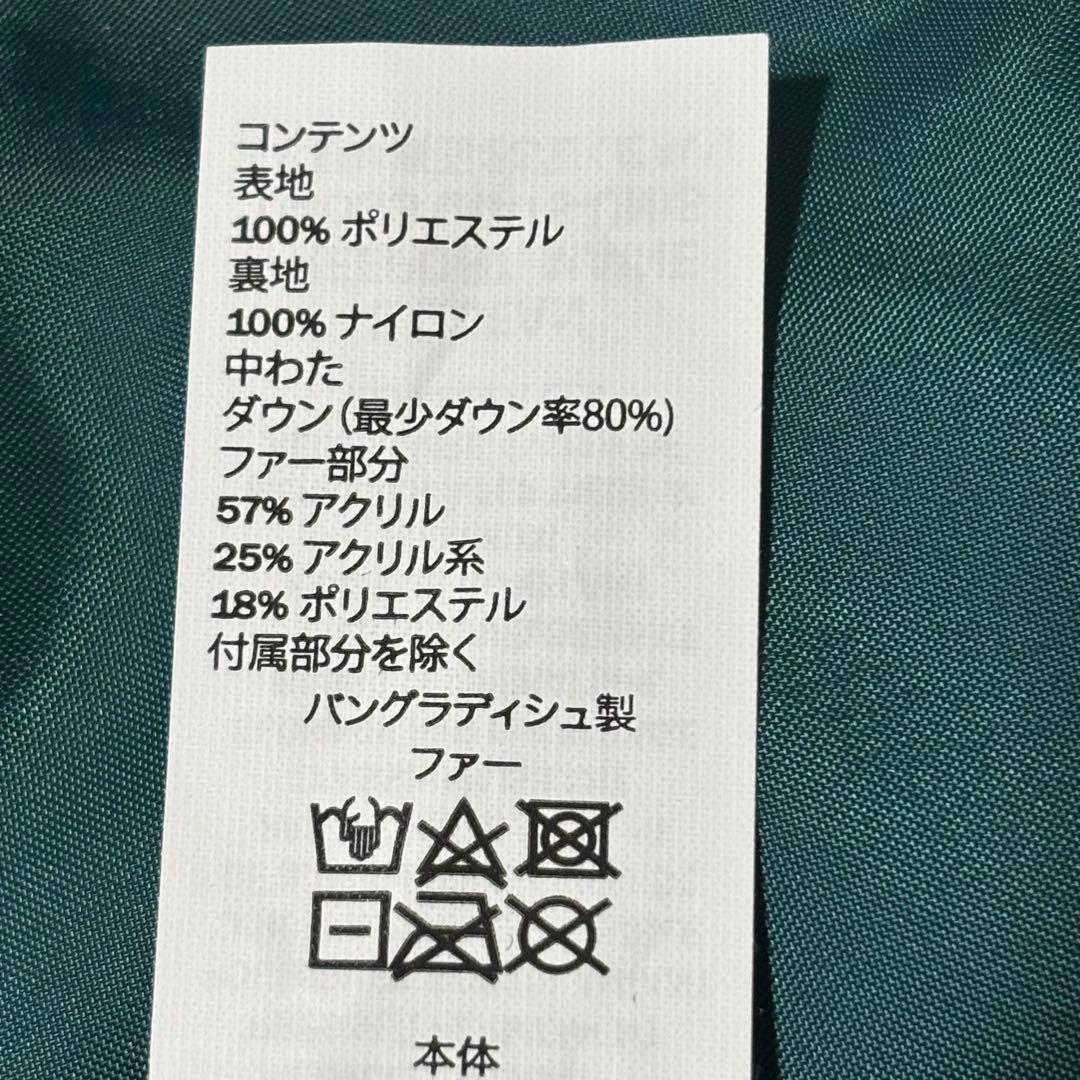 コンテンツ
表地
100% ポリエステル
裏地
100% ナイロン
中わた
ダウン (最少ダウン率80%)
ファー部分
57% アクリル
25% アクリル系
18% ポリエステル
付属部分を除く
バングラディシュ製
ファー
本体